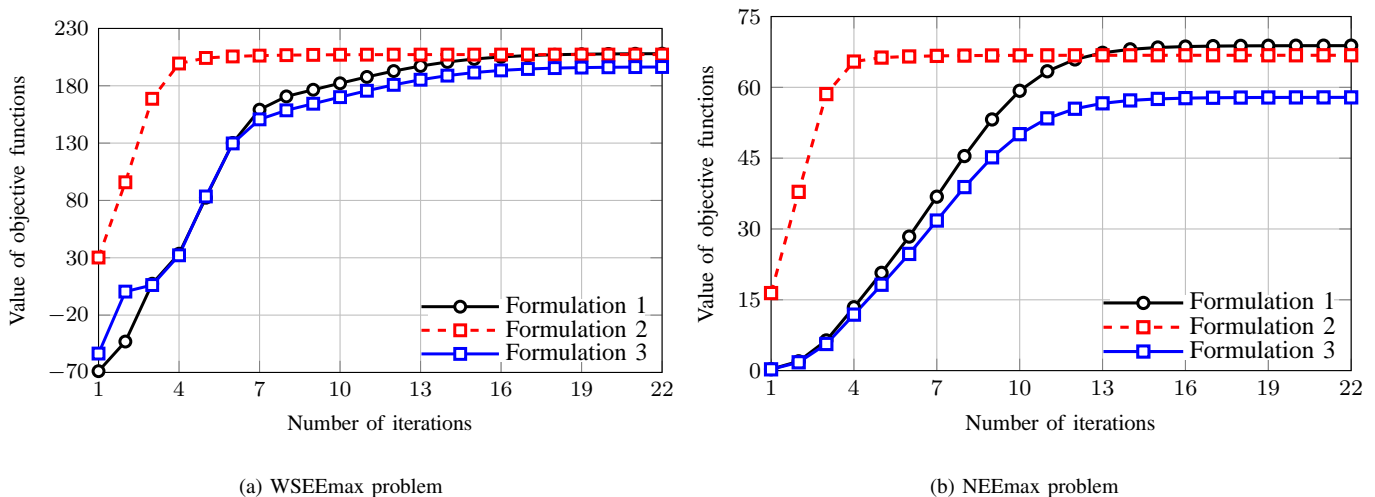 230
180
130
80
30
−20
−70
Value of objective functions
1 4 7 10 13 16 19 22
Number of iterations
Formulation 1
Formulation 2
Formulation 3
(a) WSEEmax problem
75
60
45
30
15
0
Value of objective functions
1 4 7 10 13 16 19 22
Number of iterations
Formulation 1
Formulation 2
Formulation 3
(b) NEEmax problem